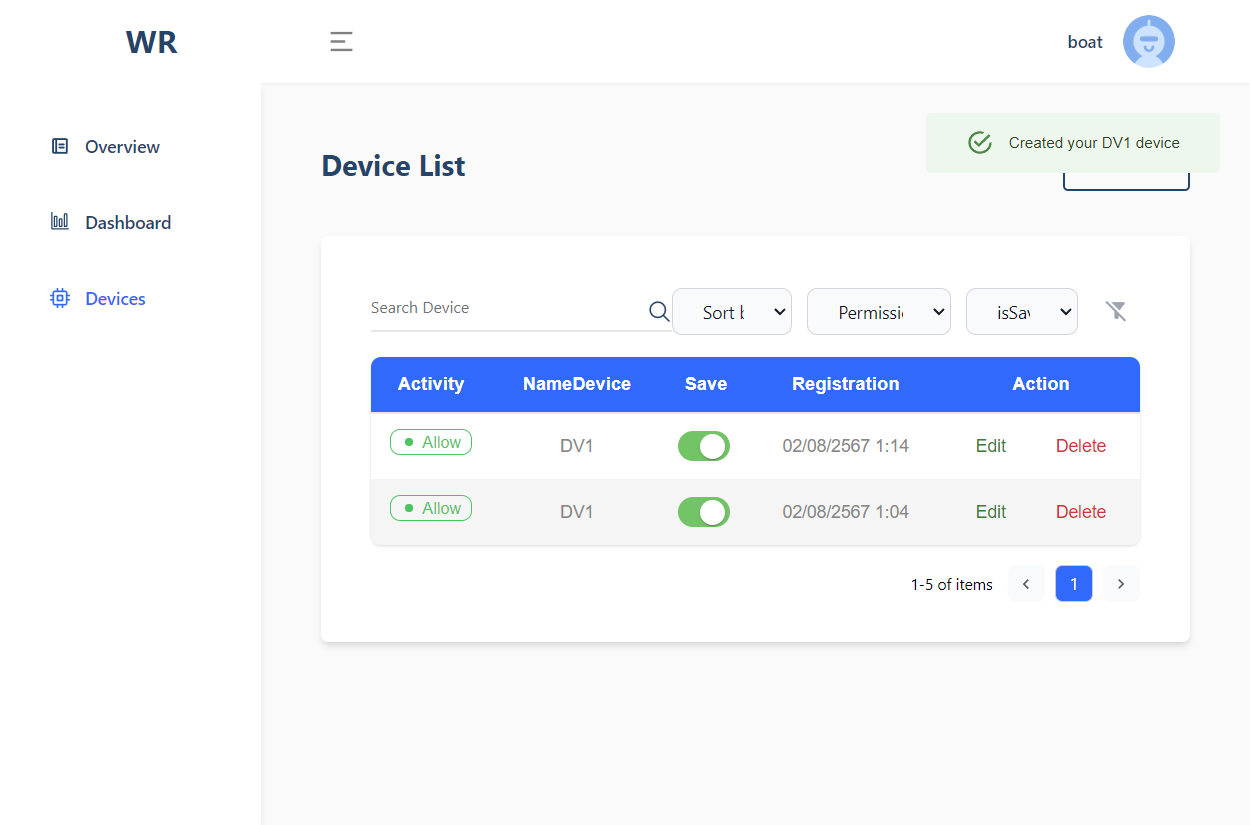 WR
boat
Overview
Dashboard
Devices
Created your DV1 device
Device List
Search Device
Sort b
Permissi
isSav
Activity NameDevice Save Registration Action
Allow DV1 02/08/2567 1:14 Edit Delete
Allow DV1 02/08/2567 1:04 Edit Delete
1-5 of items 1